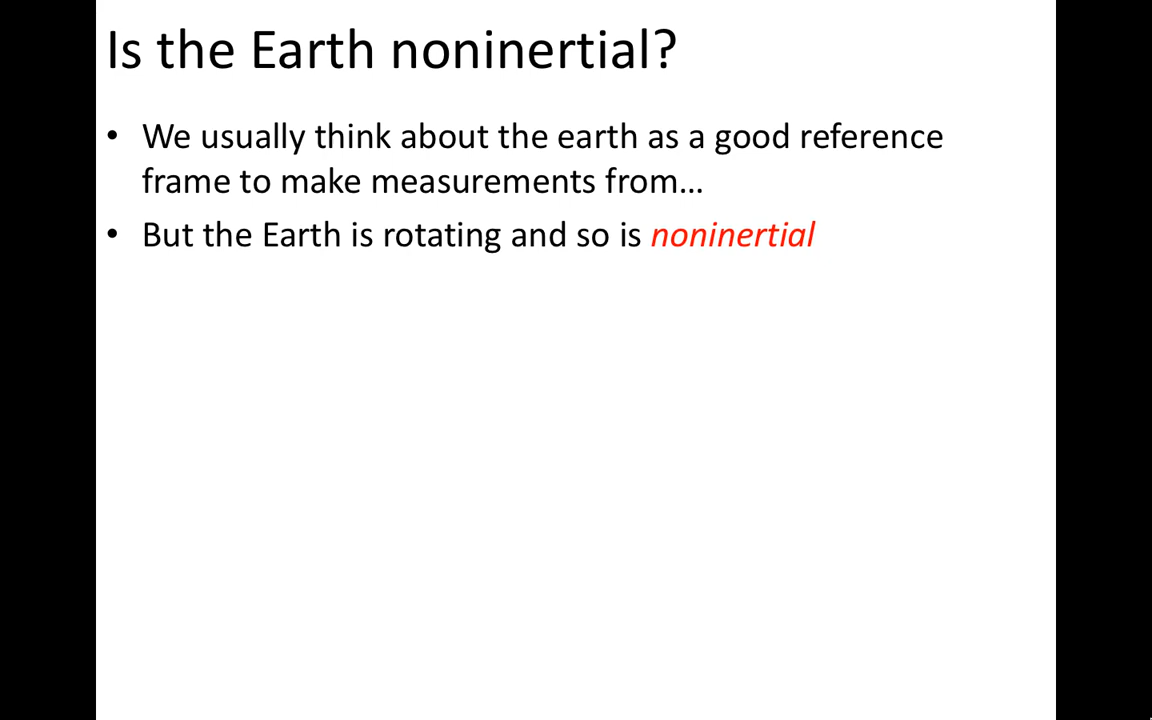 Is the Earth noninertial?
• We usually think about the earth as a good reference
frame to make measurements from...
• But the Earth is rotating and so is noninertial